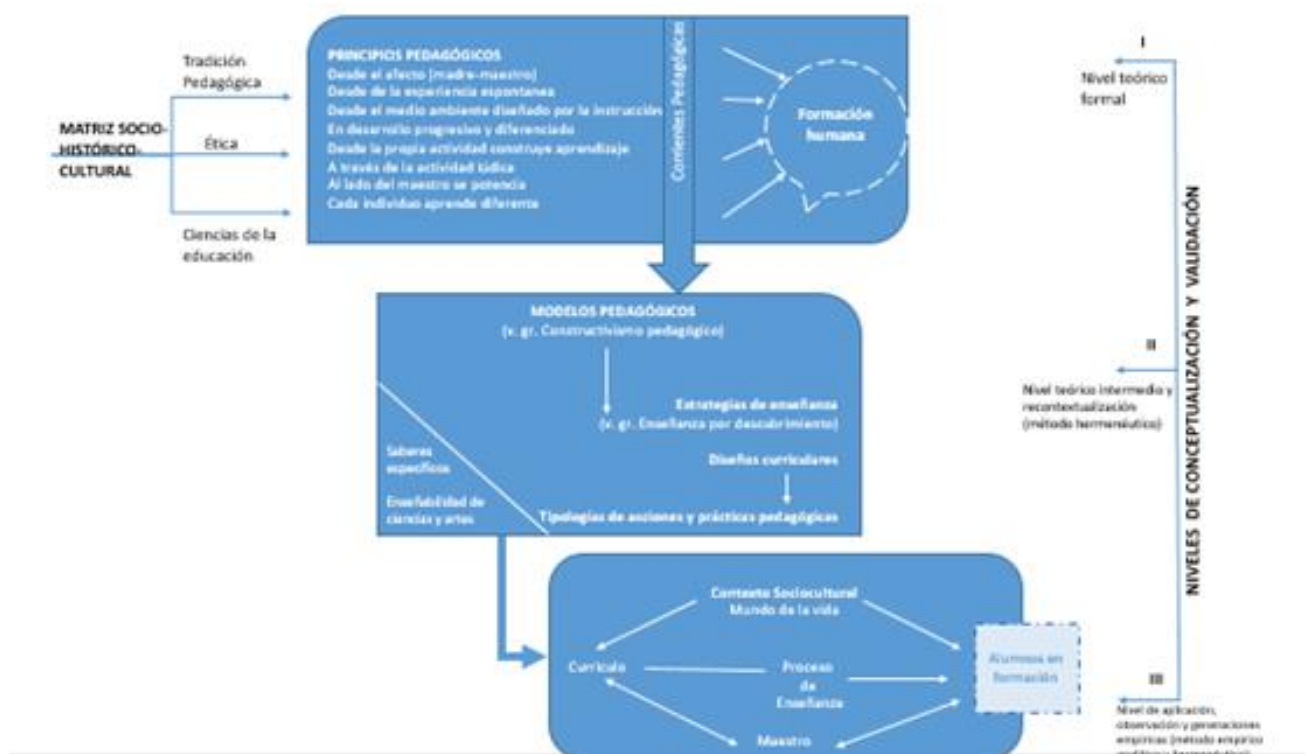 MATRIZ SOCIO-
HISTÓRICO-
CULTURAL
Tradición
Pedagógica
Ética
Ciencias de la
educación
PRINCIPIOS PEDAGÓGICOS
Desde el afecto (madre-maestro)
Desde de la experiencia espontanea
Desde el medio ambiente diseñado por la instrucción
En desarrollo progresivo y diferenciado
Desde la propia actividad construye aprendizaje
A través de la actividad lúdica
Al lado del maestro se potencia
Cada individuo aprende diferente
Corrientes Pedagógicas
Formación
humana
MODELOS PEDAGÓGICOS
(v. gr. Constructivismo pedagógico)
Estrategias de enseñanza
(v. gr. Enseñanza por descubrimiento)
Diseños curriculares
Tipologías de acciones y prácticas pedagógicas
Saberes
específicos
Enseñabilidad de
ciencias y artes
Contexto Sociocultural
Mundo de la vida
Currículo
Proceso
de
Enseñanza
Maestro
Alumnos en
formación
I
Nivel teórico
formal
II
Nivel teórico intermedio y
recontextualización
(método hermenéutico)
III
Nivel de aplicación,
observación y generaciones
empíricas (método empírico
NIVELES DE CONCEPTUALIZACIÓN Y VALIDACIÓN